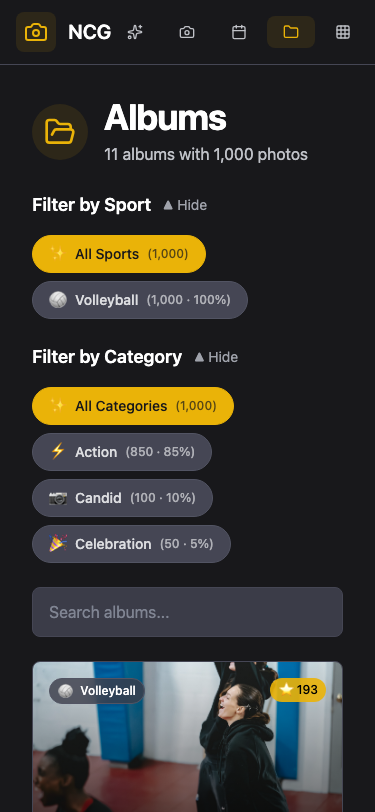 NCG
Albums
11 albums with 1,000 photos
Filter by Sport ▲ Hide
✨ All Sports (1,000)
🏐 Volleyball (1,000 · 100%)
Filter by Category ▲ Hide
✨ All Categories (1,000)
⚡ Action (850 · 85%)
📷 Candid (100 · 10%)
🎉 Celebration (50 · 5%)
Search albums...
🏐 Volleyball ⭐ 193